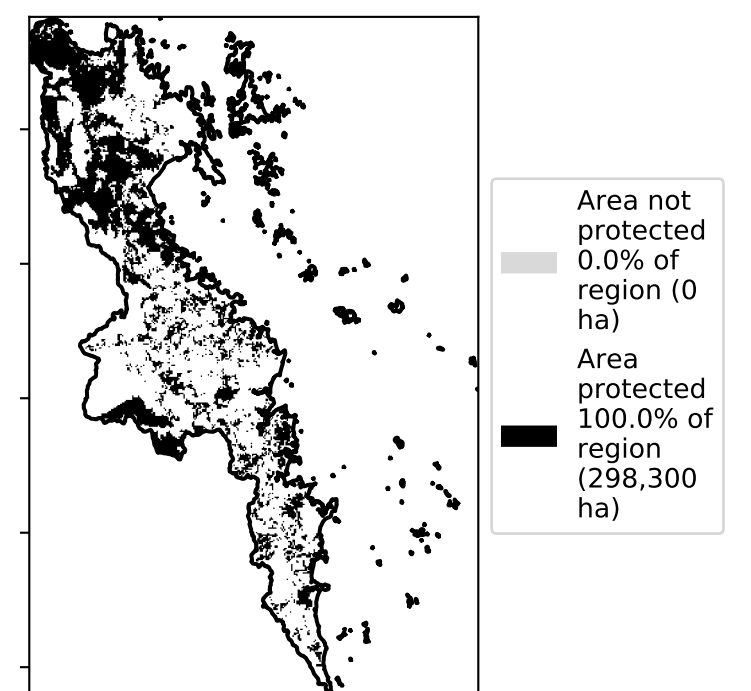 Area not
protected
0.0% of
region (0
ha)
Area
protected
100.0% of
region
(298,300
ha)